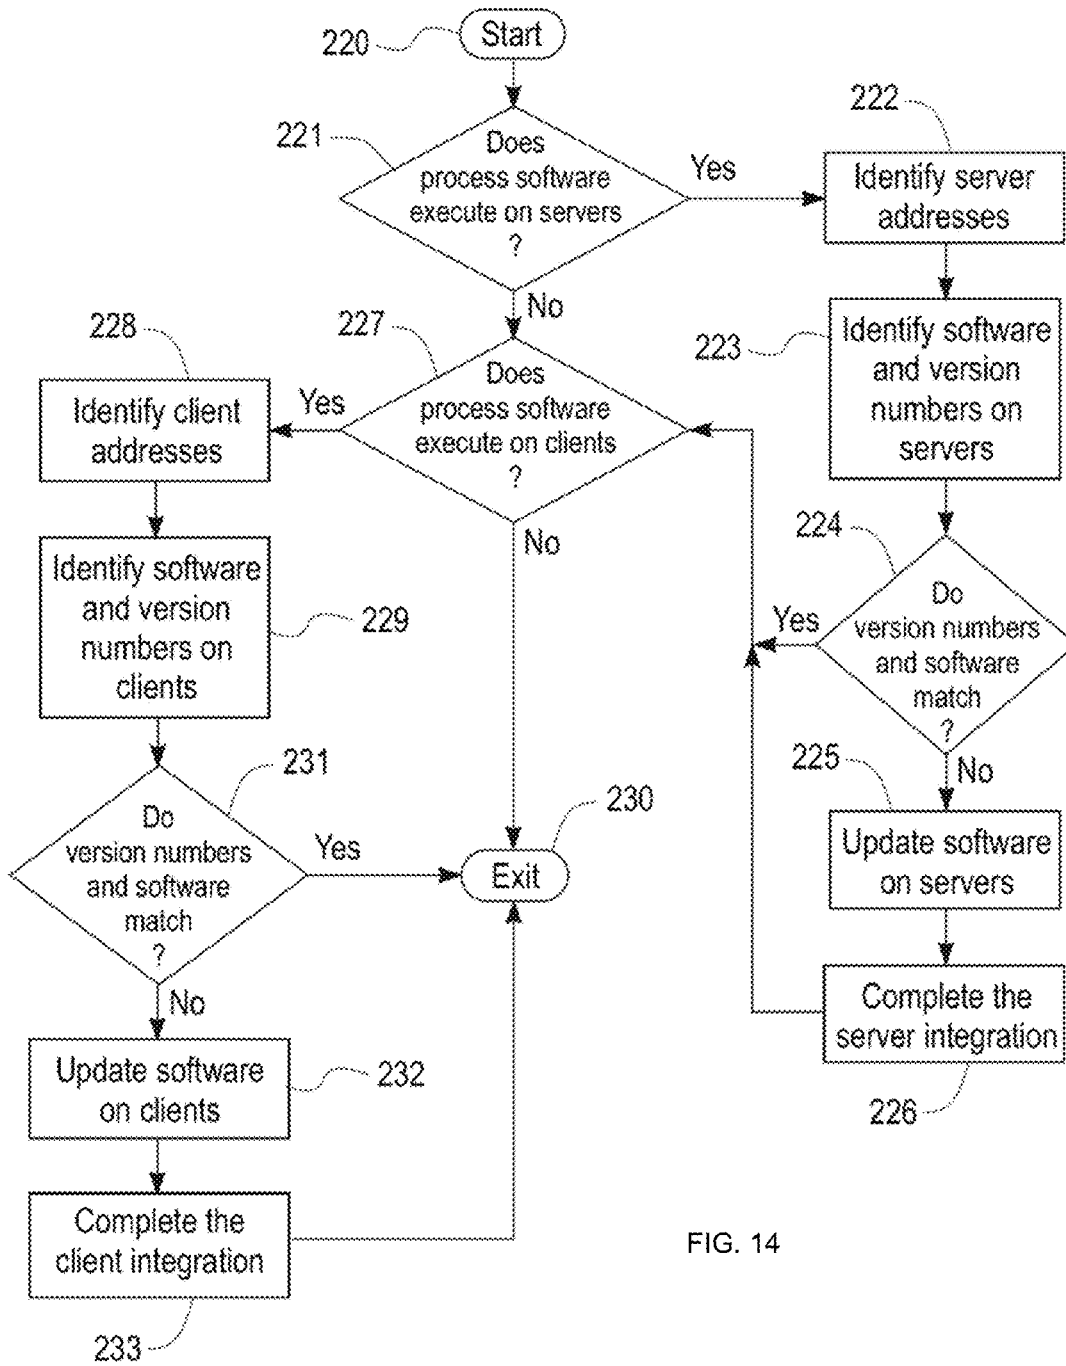 220
Start
221
Does
process software
execute on servers
?
Yes
222
Identify server
addresses
No
223
Identify software
and version
numbers on
servers
227
Does
process software
execute on clients
?
Yes
No
228
Identify client
addresses
229
Identify software
and version
numbers on
clients
224
Do
version numbers
and software
match
?
Yes
No
225
Update software
on servers
Complete the
server integration
226
231
Do
version numbers
and software
match
?
Yes
No
230
Exit
Update software
on clients
232
Complete the
client integration
233
FIG. 14